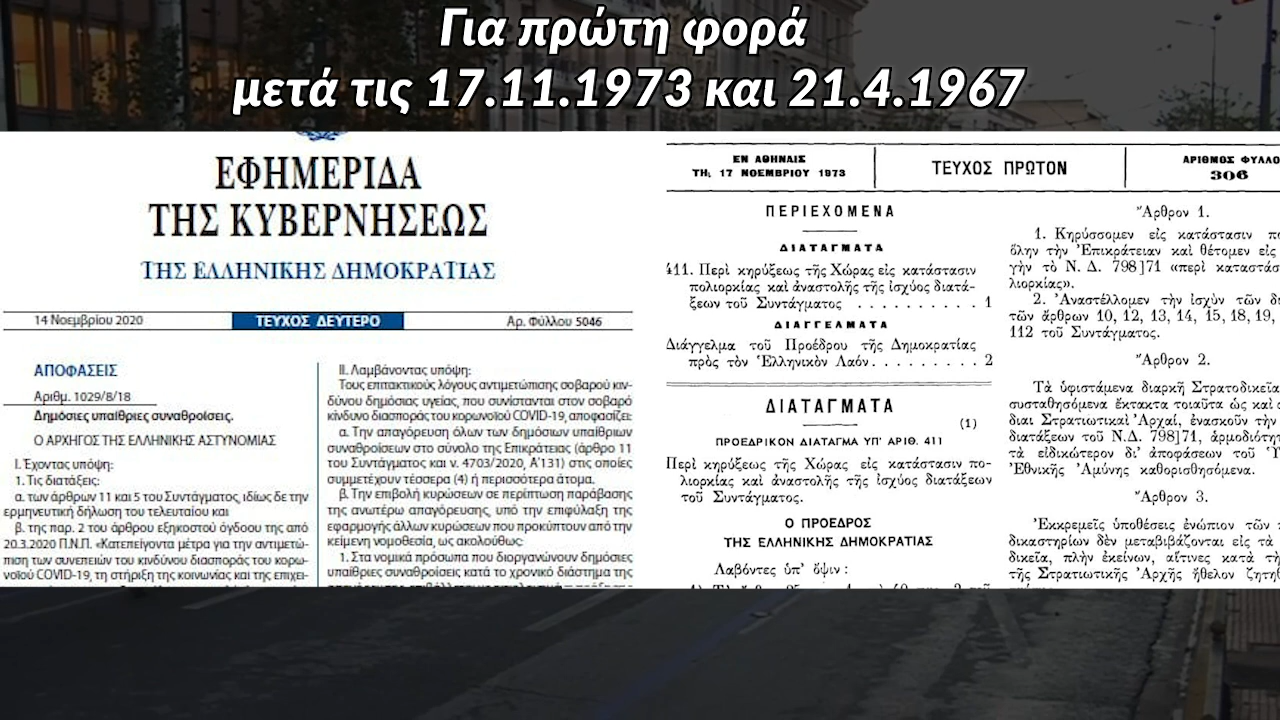 Για πρώτη φορά
μετά τις 17.11.1973 και 21.4.1967
ΕΦΗΜΕΡΙΔΑ
ΤΗΣ ΚΥΒΕΡΝΗΣΕΩΣ
ΤΗΣ ΕΛΛΗΝΙΚΗΣ ΔΗΜΟΚΡΑΤΙΑΣ
14 Νοεμβρίου 2020 ΤΕΥΧΟΣ ΔΕΥΤΕΡΟ Αρ. Φύλλου 5046
ΑΠΟΦΑΣΕΙΣ
Αριθμ. 1029/8/18
Δημόσιες υπαίθριες συναθροίσεις.
Ο ΑΡΧΗΓΟΣ ΤΗΣ ΕΛΛΗΝΙΚΗΣ ΑΣΤΥΝΟΜΙΑΣ
Ι. Έχοντας υπόψη:
1. Τις διατάξεις:
α. των άρθρων 11 και 5 του Συντάγματος, ιδίως δε την
ερμηνευτική δήλωση του τελευταίου και
β. της παρ. 2 του άρθρου εξηκοστού όγδοου της από
20.3.2020 Π.Ν.Π. «Κατεπείγοντα μέτρα για την αντιμετώ-
πιση των συνεπειών του κινδύνου διασποράς του κορω-
νοϊού COVID-19, τη στήριξη της κοινωνίας και της επιχει-
ΙΙ. Λαμβάνοντας υπόψη:
Τους επιτακτικούς λόγους αντιμετώπισης σοβαρού κιν-
δύνου δημόσιας υγείας, που συνίστανται στον σοβαρό
κίνδυνο διασποράς του κορωνοϊού COVID-19, αποφασίζει:
α. Την απαγόρευση όλων των δημόσιων υπαίθριων
συναθροίσεων στο σύνολο της Επικράτειας (άρθρο 11
του Συντάγματος και ν. 4703/2020, Α΄131) στις οποίες
συμμετέχουν τέσσερα (4) ή περισσότερα άτομα.
β. Την επιβολή κυρώσεων σε περίπτωση παράβασης
της ανωτέρω απαγόρευσης, υπό την επιφύλαξη της
εφαρμογής άλλων κυρώσεων που προκύπτουν από την
κείμενη νομοθεσία, ως ακολούθως:
1. Στα νομικά πρόσωπα που διοργανώνουν δημόσιες
υπαίθριες συναθροίσεις κατά το χρονικό διάστημα της
ΕΝ ΑΘΗΝΑΙΣ
ΤΗι 17 ΝΟΕΜΒΡΙΟΥ 1973
ΤΕΥΧΟΣ ΠΡΩΤΟΝ
ΑΡΙΘΜΟΣ ΦΥΛΛΟ
306
ΠΕΡΙΕΧΟΜΕΝΑ
ΔΙΑΤΑΓΜΑΤΑ
411. Περὶ κηρύξεως τῆς Χώρας εἰς κατάστασιν
πολιορκίας καὶ ἀναστολῆς τῆς ἰσχύος διατά-
ξεων τοῦ Συντάγματος . . . . . . . . . . 1
ΔΙΑΓΓΕΛΜΑΤΑ
Διάγγελμα τοῦ Προέδρου τῆς Δημοκρατίας
πρὸς τὸν Ἑλληνικὸν Λαόν . . . . . . . . . 2
ΔΙΑΤΑΓΜΑΤΑ
(1)
ΠΡΟΕΔΡΙΚΟΝ ΔΙΑΤΑΓΜΑ ΥΠ' ΑΡΙΘ. 411
Περὶ κηρύξεως τῆς Χώρας εἰς κατάστασιν πο-
λιορκίας καὶ ἀναστολῆς τῆς ἰσχύος διατάξεων
τοῦ Συντάγματος.
Ο ΠΡΟΕΔΡΟΣ
ΤΗΣ ΕΛΛΗΝΙΚΗΣ ΔΗΜΟΚΡΑΤΙΑΣ
Λαβόντες ὑπ' ὄψιν :
Ἄρθρον 1.
1. Κηρύσσομεν εἰς κατάστασιν πο
ὅλην τὴν Ἐπικράτειαν καὶ θέτομεν εἰς
γὴν τὸ Ν. Δ. 798]71 «περὶ καταστάσ
λιορκίας».
2. Ἀναστέλλομεν τὴν ἰσχὺν τῶν δ
τῶν ἄρθρων 10, 12, 13, 14, 15, 18, 19,
112 τοῦ Συντάγματος.
Ἄρθρον 2.
Τὰ ὑφιστάμενα διαρκῆ Στρατοδικεῖα
συσταθησόμενα ἔκτακτα τοιαῦτα ὡς καὶ α
διαι Στρατιωτικαὶ Ἀρχαί, ἐνασκοῦν τὴν
διατάξεων τοῦ Ν.Δ. 798]71, ἁρμοδιότη
τὰ εἰδικώτερον δι' ἀποφάσεων τοῦ Ὑ
Ἐθνικῆς Ἀμύνης καθορισθησόμενα.
Ἄρθρον 3.
Ἐκκρεμεῖς ὑποθέσεις ἐνώπιον τῶν τ
δικαστηρίων δὲν μεταβιβάζονται εἰς τὰ
δικεῖα, πλὴν ἐκείνων, αἵτινες κατὰ τὴ
τῆς Στρατιωτικῆς Ἀρχῆς ἤθελον ζητηθ